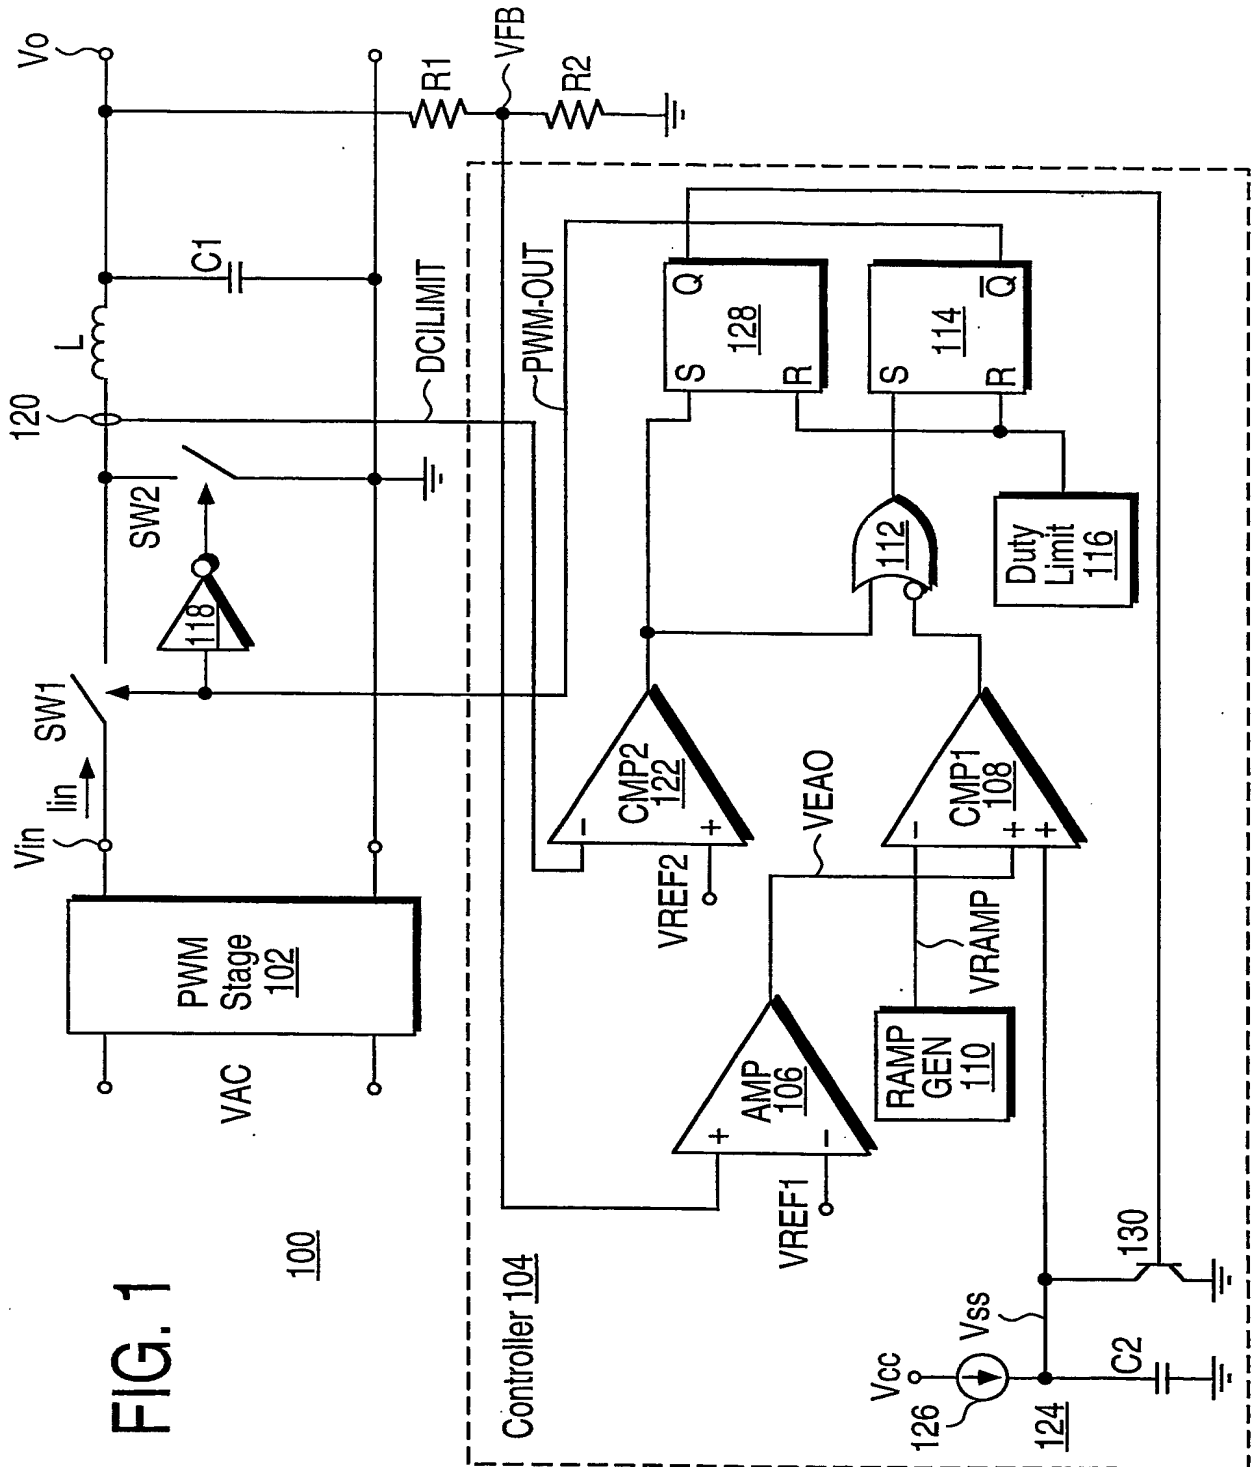 FIG. 1
100
VAC
PWM
Stage
102
Vin
Iin
SW1
118
SW2
120
L
C1
Vo
DCILIMIT
PWM-OUT
R1
VFB
R2
Controller 104
VREF1
+
−
AMP
106
VREF2
−
+
CMP2
122
VEAO
RAMP
GEN
110
VRAMP
−
+
+
CMP1
108
112
S
R
Q
128
S
R
Q̅
114
Duty
Limit
116
Vcc
126
124
Vss
C2
130